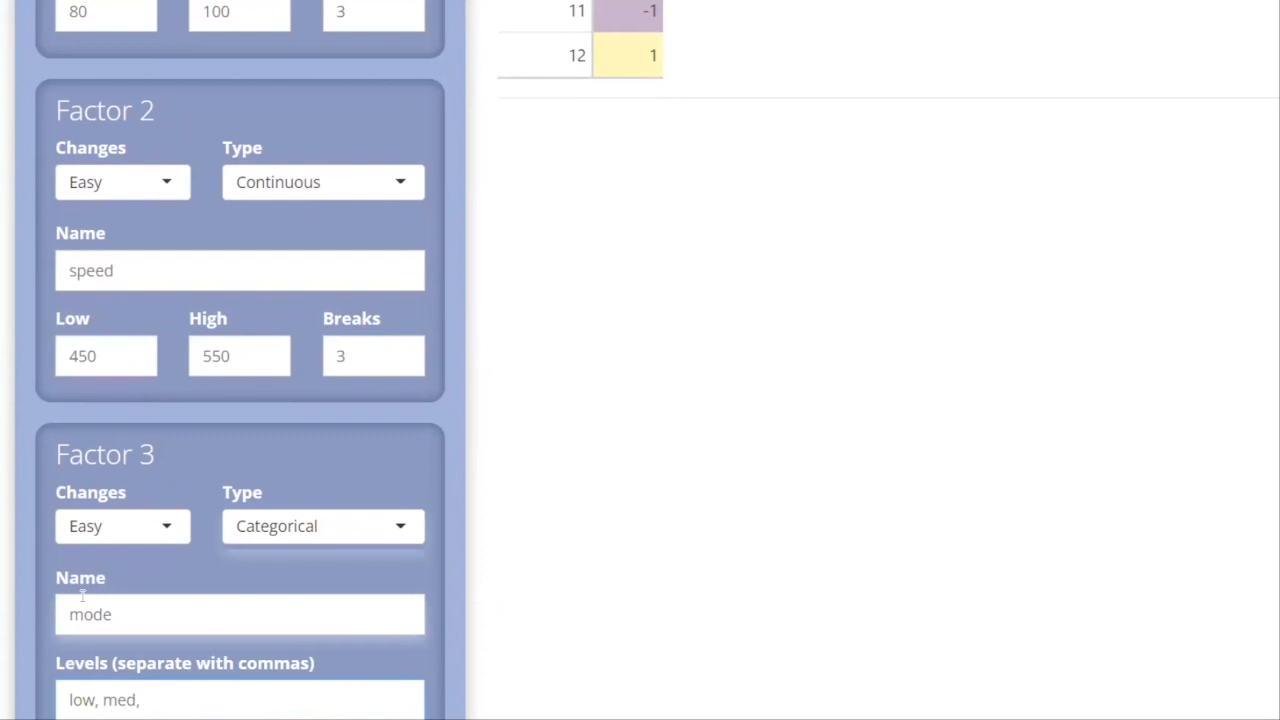 80 100 3
11 -1
12 1
Factor 2
Changes Type
Easy Continuous
Name
speed
Low High Breaks
450 550 3
Factor 3
Changes Type
Easy Categorical
Name
mode
Levels (separate with commas)
low, med,